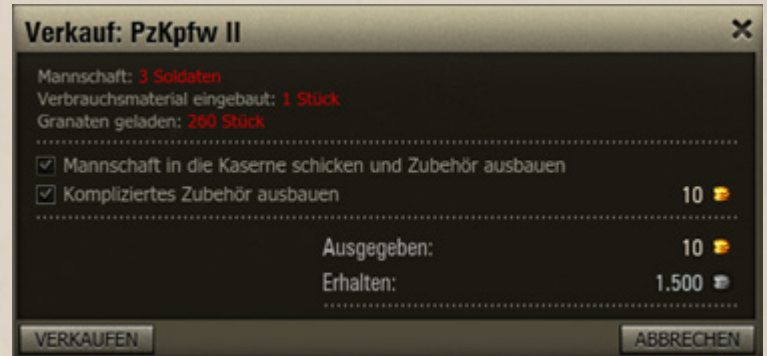 Verkauf: PzKpfw II
Mannschaft: 3 Soldaten
Verbrauchsmaterial eingebaut: 1 Stück
Granaten geladen: 260 Stück
Mannschaft in die Kaserne schicken und Zubehör ausbauen
Kompliziertes Zubehör ausbauen 10
Ausgegeben: 10
Erhalten: 1.500
VERKAUFEN ABBRECHEN